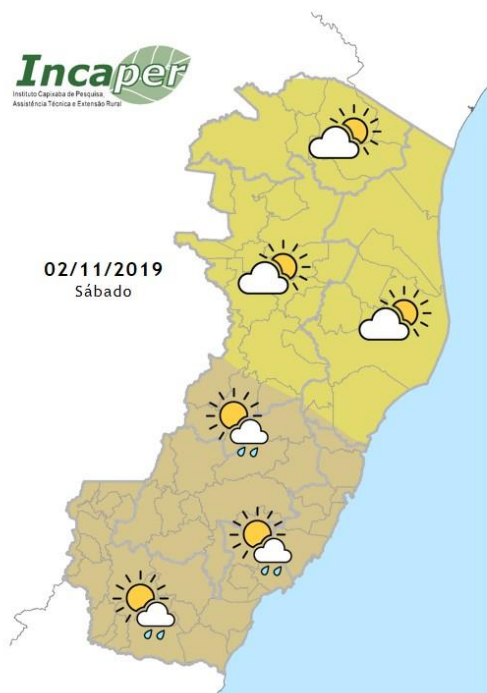 Incaper
Instituto Capixaba de Pesquisa,
Assistência Técnica e Extensão Rural
02/11/2019
Sábado